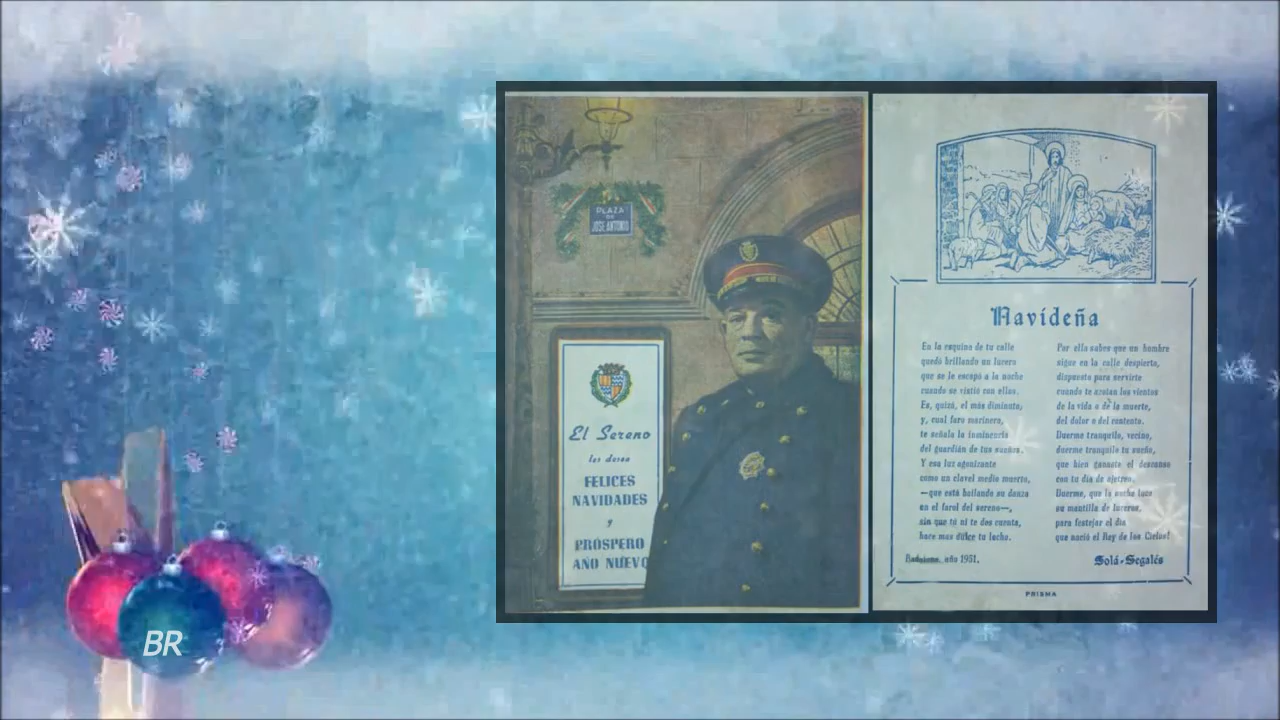 PLAZA
DE
JOSE ANTONIO
El Sereno
les desea
FELICES
NAVIDADES
y
PRÓSPERO
AÑO NUEVO
Navideña
En la esquina de tu calle
quedó brillando un lucero
que se le escapó a la noche
cuando se vistió con ellos.
Es, quizá, el más diminuto;
y, cual faro marinero,
te señala la inminencia
del guardián de tus sueños.
Y esa luz agonizante
como un clavel medio muerto,
—que está bailando su danza
en el farol del sereno—,
sin que tú ni te des cuenta,
hace mas dulce tu lecho.
Por ella sabes que un hombre
sigue en la calle despierto,
dispuesto para servirte
cuando te azotan los vientos
de la vida o de la muerte,
del dolor o del contento.
Duerme tranquilo, vecino,
duerme tranquilo tu sueño,
que bien ganaste el descanso
con tu día de ajetreo.
Duerme, que la noche luce
su mantilla de luceros,
para festejar el día
que nació el Rey de los Cielos!
año 1951.
Solá-Segalés
PRISMA
BR